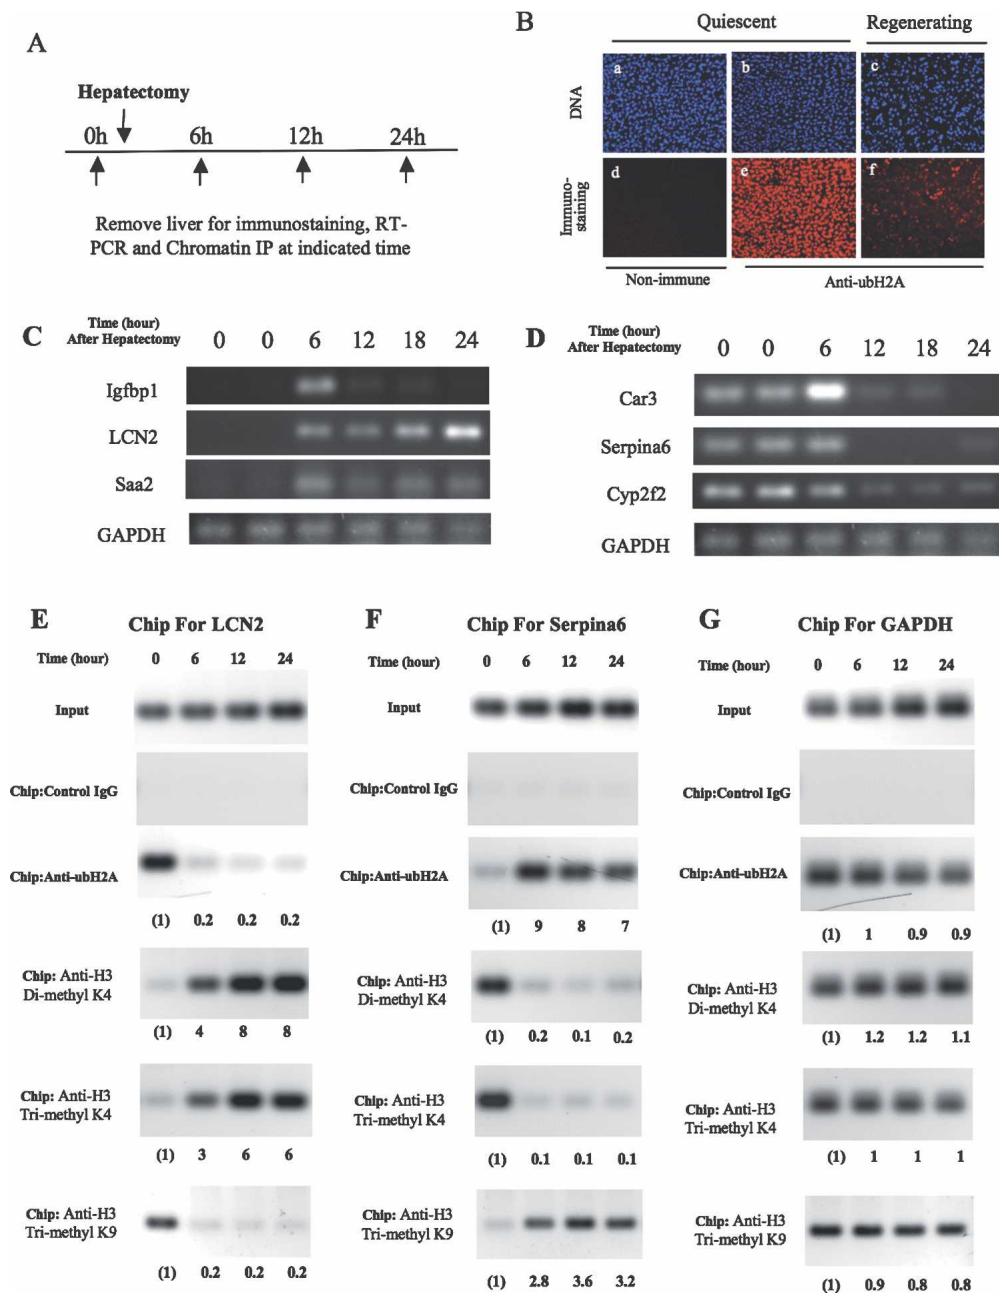 A
Hepatectomy
0h 6h 12h 24h
Remove liver for immunostaining, RT-
PCR and Chromatin IP at indicated time
B
Quiescent Regenerating
DNA
a b c
Immuno-
staining
d e f
Non-immune Anti-ubH2A
C
Time (hour)
After Hepatectomy
0 0 6 12 18 24
Igfbp1
LCN2
Saa2
GAPDH
D
Time (hour)
After Hepatectomy
0 0 6 12 18 24
Car3
Serpina6
Cyp2f2
GAPDH
E Chip For LCN2
Time (hour) 0 6 12 24
Input
Chip:Control IgG
Chip:Anti-ubH2A
(1) 0.2 0.2 0.2
Chip: Anti-H3
Di-methyl K4
(1) 4 8 8
Chip: Anti-H3
Tri-methyl K4
(1) 3 6 6
Chip: Anti-H3
Tri-methyl K9
(1) 0.2 0.2 0.2
F Chip For Serpina6
Time (hour) 0 6 12 24
Input
Chip:Control IgG
Chip:Anti-ubH2A
(1) 9 8 7
Chip: Anti-H3
Di-methyl K4
(1) 0.2 0.1 0.2
Chip: Anti-H3
Tri-methyl K4
(1) 0.1 0.1 0.1
Chip: Anti-H3
Tri-methyl K9
(1) 2.8 3.6 3.2
G Chip For GAPDH
Time (hour) 0 6 12 24
Input
Chip:Control IgG
Chip:Anti-ubH2A
(1) 1 0.9 0.9
Chip: Anti-H3
Di-methyl K4
(1) 1.2 1.2 1.1
Chip: Anti-H3
Tri-methyl K4
(1) 1 1 1
Chip: Anti-H3
Tri-methyl K9
(1) 0.9 0.8 0.8